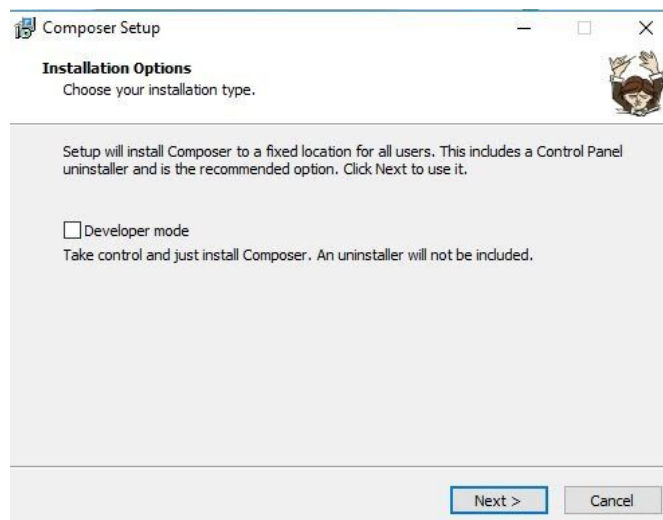 Composer Setup
Installation Options
Choose your installation type.
Setup will install Composer to a fixed location for all users. This includes a Control Panel
uninstaller and is the recommended option. Click Next to use it.
Developer mode
Take control and just install Composer. An uninstaller will not be included.
Next >
Cancel